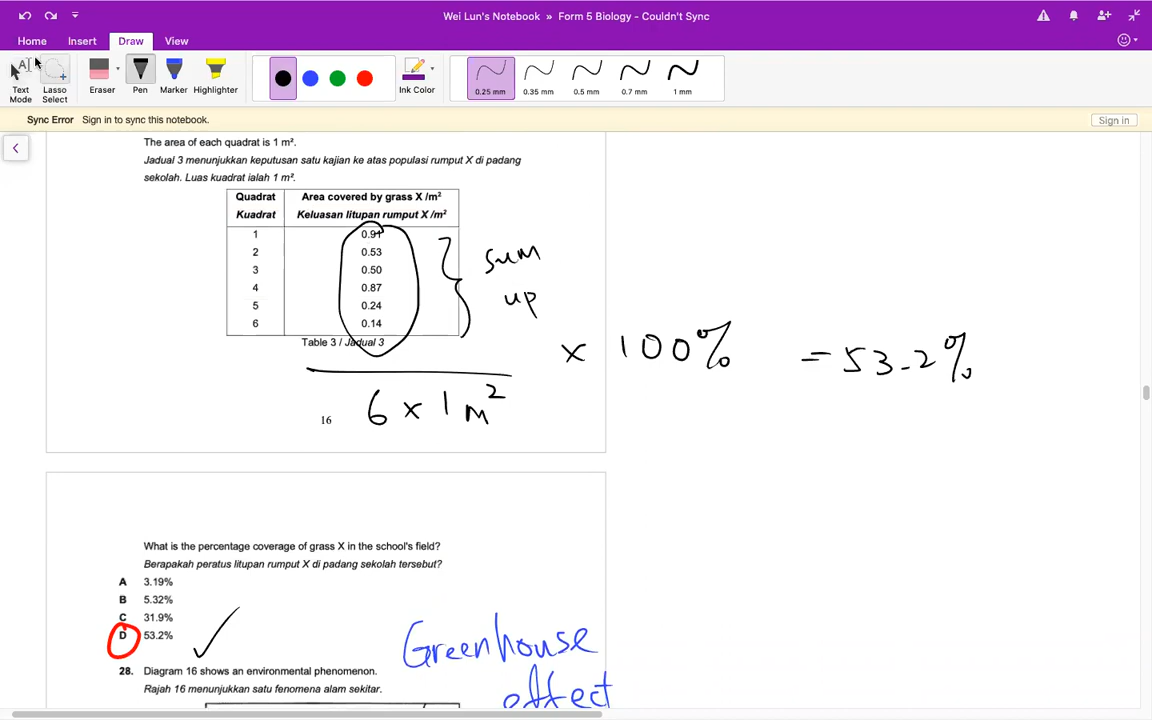 Wei Lun's Notebook » Form 5 Biology - Couldn't Sync
Home Insert Draw View
Text Mode
Lasso Select
Eraser
Pen
Marker
Highlighter
Ink Color
0.25 mm 0.35 mm 0.5 mm 0.7 mm 1 mm
Sync Error Sign in to sync this notebook. Sign in
The area of each quadrat is 1 m².
Jadual 3 menunjukkan keputusan satu kajian ke atas populasi rumput X di padang
sekolah. Luas kuadrat ialah 1 m².
Quadrat Area covered by grass X /m²
Kuadrat Keluasan litupan rumput X /m²
1 0.91
2 0.53
3 0.50
4 0.87
5 0.24
6 0.14
sum
up
Table 3 / Jadual 3
x 100% = 53.2%
6 x 1 m²
16
What is the percentage coverage of grass X in the school's field?
Berapakah peratus litupan rumput X di padang sekolah tersebut?
A 3.19%
B 5.32%
C 31.9%
D 53.2%
Greenhouse
effect
28. Diagram 16 shows an environmental phenomenon.
Rajah 16 menunjukkan satu fenomena alam sekitar.